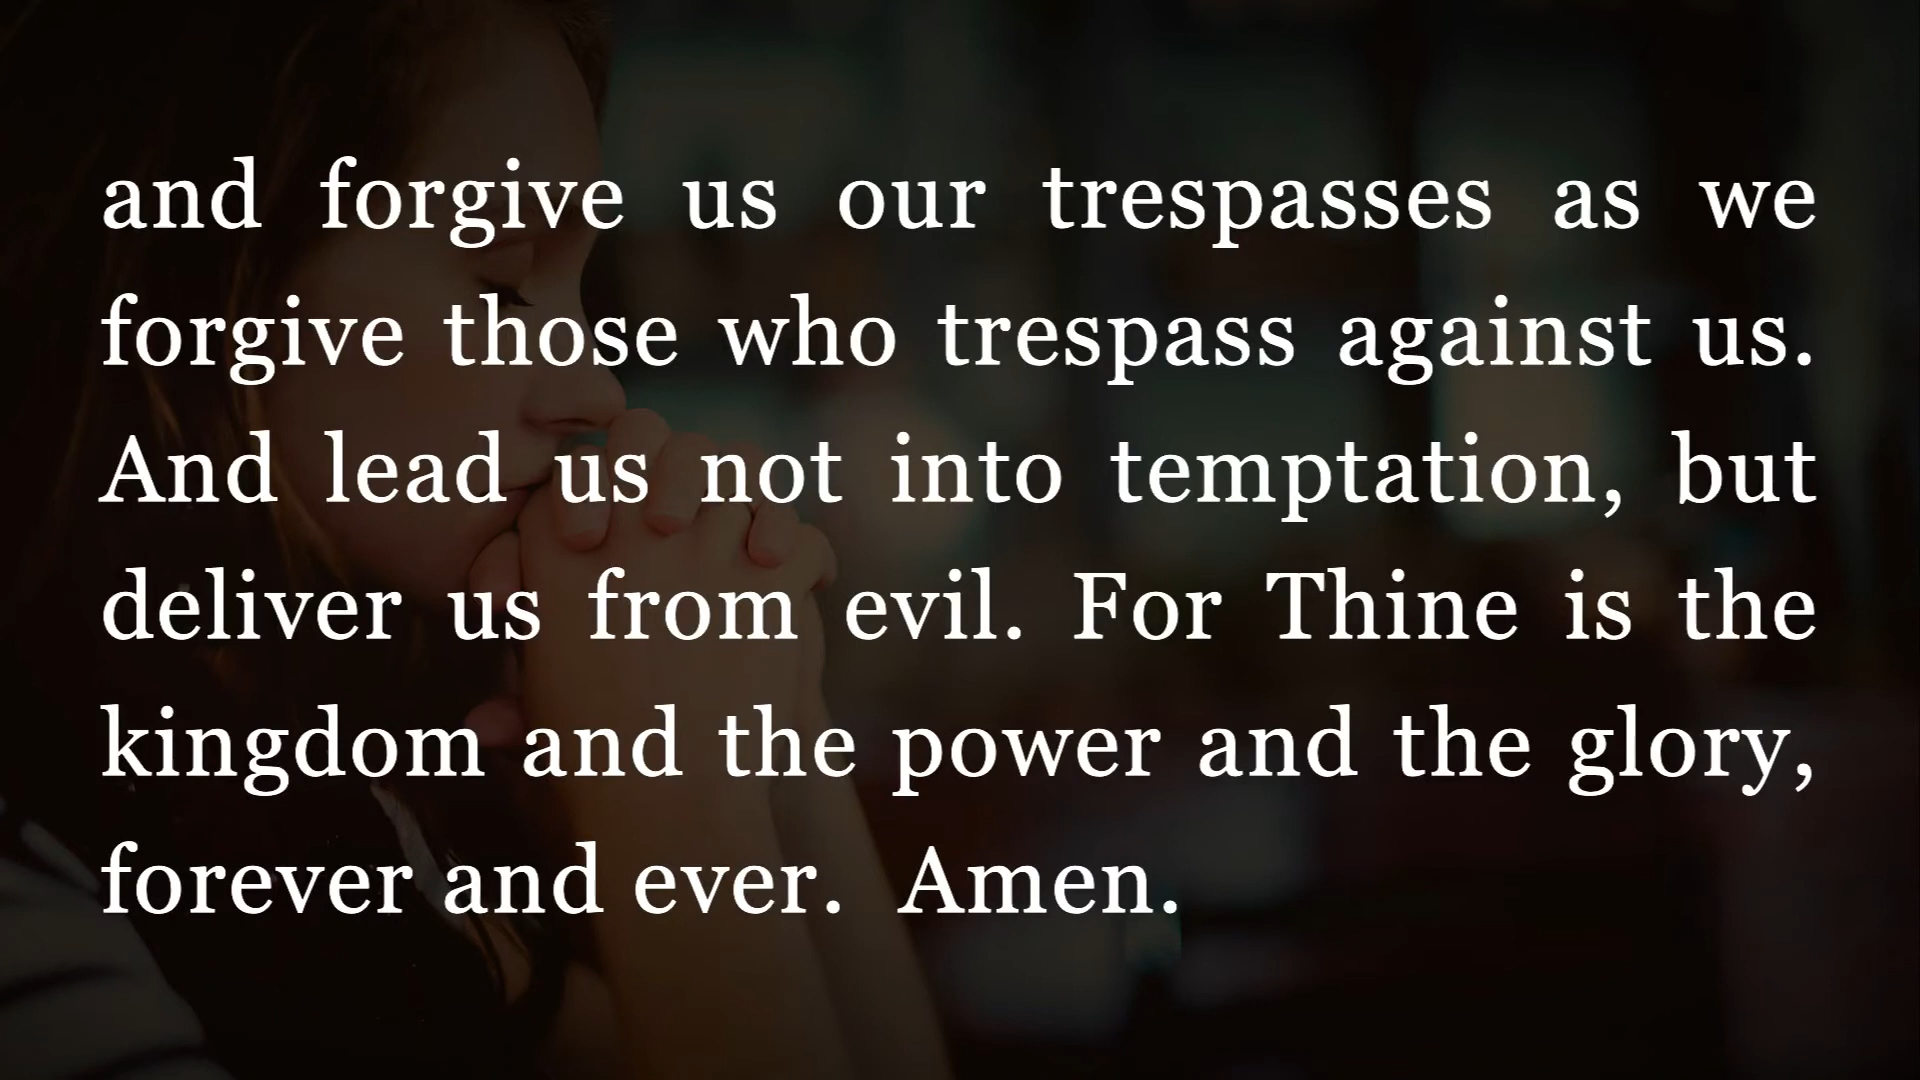 and forgive us our trespasses as we
forgive those who trespass against us.
And lead us not into temptation, but
deliver us from evil. For Thine is the
kingdom and the power and the glory,
forever and ever.  Amen.